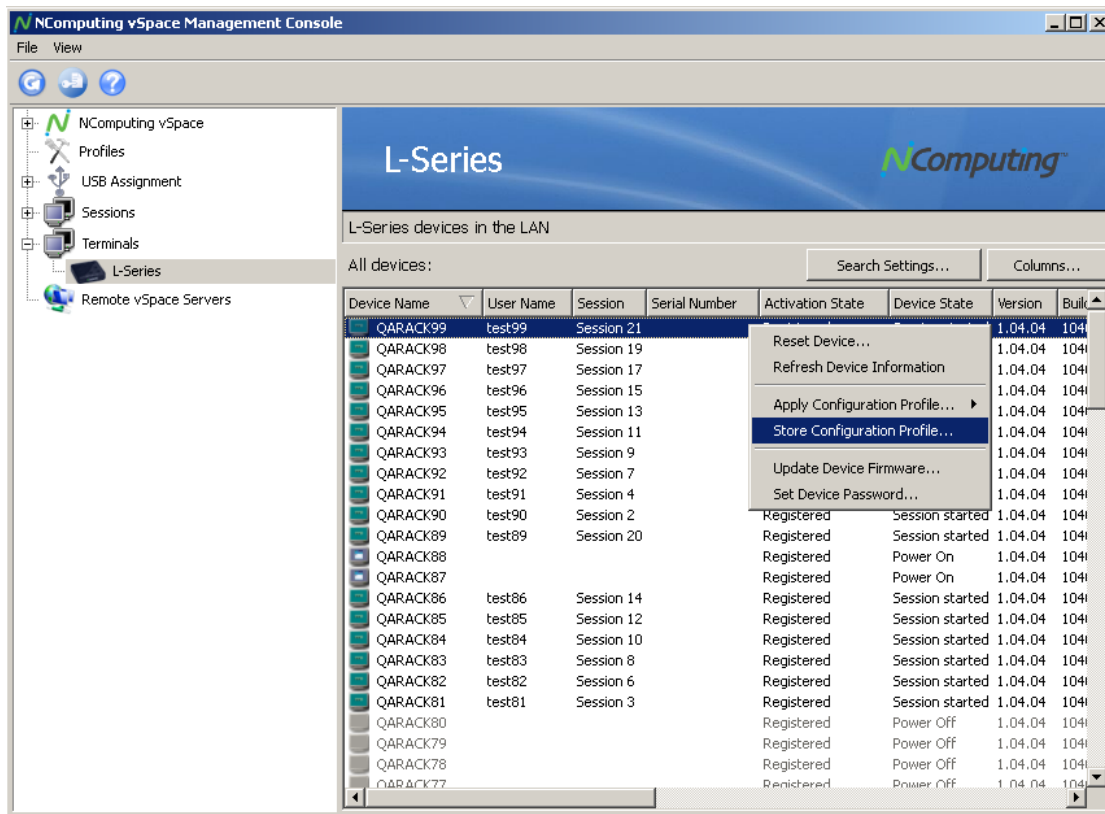 NComputing vSpace Management Console
File View
NComputing vSpace
Profiles
USB Assignment
Sessions
Terminals
L-Series
Remote vSpace Servers
L-Series NComputing™
L-Series devices in the LAN
All devices: Search Settings... Columns...
Device Name User Name Session Serial Number Activation State Device State Version
QARACK99 test99 Session 21 1.04.04
QARACK98 test98 Session 19 1.04.04
QARACK97 test97 Session 17 1.04.04
QARACK96 test96 Session 15 1.04.04
QARACK95 test95 Session 13 1.04.04
QARACK94 test94 Session 11 1.04.04
QARACK93 test93 Session 9 1.04.04
QARACK92 test92 Session 7 1.04.04
QARACK91 test91 Session 4 1.04.04
Reset Device...
Refresh Device Information
Apply Configuration Profile...
Store Configuration Profile...
Update Device Firmware...
Set Device Password...
QARACK90 test90 Session 2 Registered Session started 1.04.04
QARACK89 test89 Session 20 Registered Session started 1.04.04
QARACK88 Registered Power On 1.04.04
QARACK87 Registered Power On 1.04.04
QARACK86 test86 Session 14 Registered Session started 1.04.04
QARACK85 test85 Session 12 Registered Session started 1.04.04
QARACK84 test84 Session 10 Registered Session started 1.04.04
QARACK83 test83 Session 8 Registered Session started 1.04.04
QARACK82 test82 Session 6 Registered Session started 1.04.04
QARACK81 test81 Session 3 Registered Session started 1.04.04
QARACK80 Registered Power Off 1.04.04
QARACK79 Registered Power Off 1.04.04
QARACK78 Registered Power Off 1.04.04
QARACK77 Registered Power Off 1.04.04